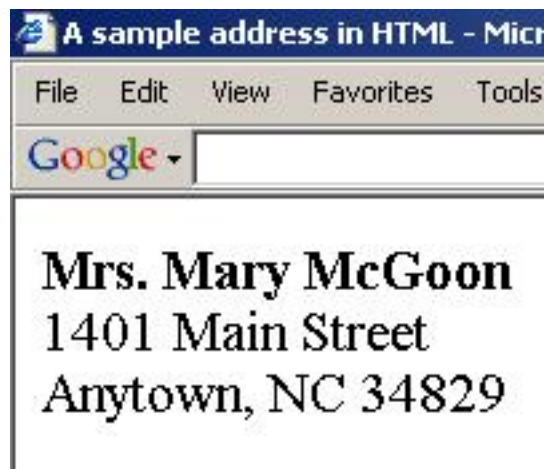 A sample address in HTML - Micr
File Edit View Favorites Tools
Google
Mrs. Mary McGoon
1401 Main Street
Anytown, NC 34829